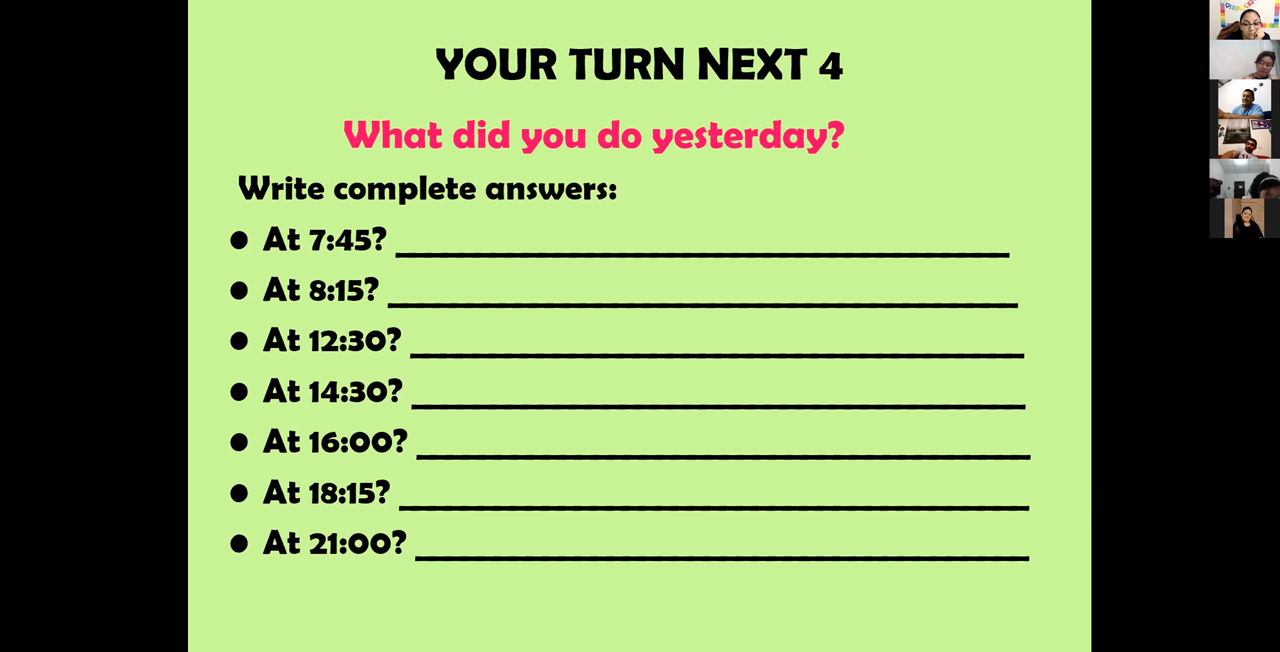 YOUR TURN NEXT 4
What did you do yesterday?
Write complete answers:
● At 7:45? ______________________________
● At 8:15? ______________________________
● At 12:30? ______________________________
● At 14:30? ______________________________
● At 16:00? ______________________________
● At 18:15? ______________________________
● At 21:00? ______________________________